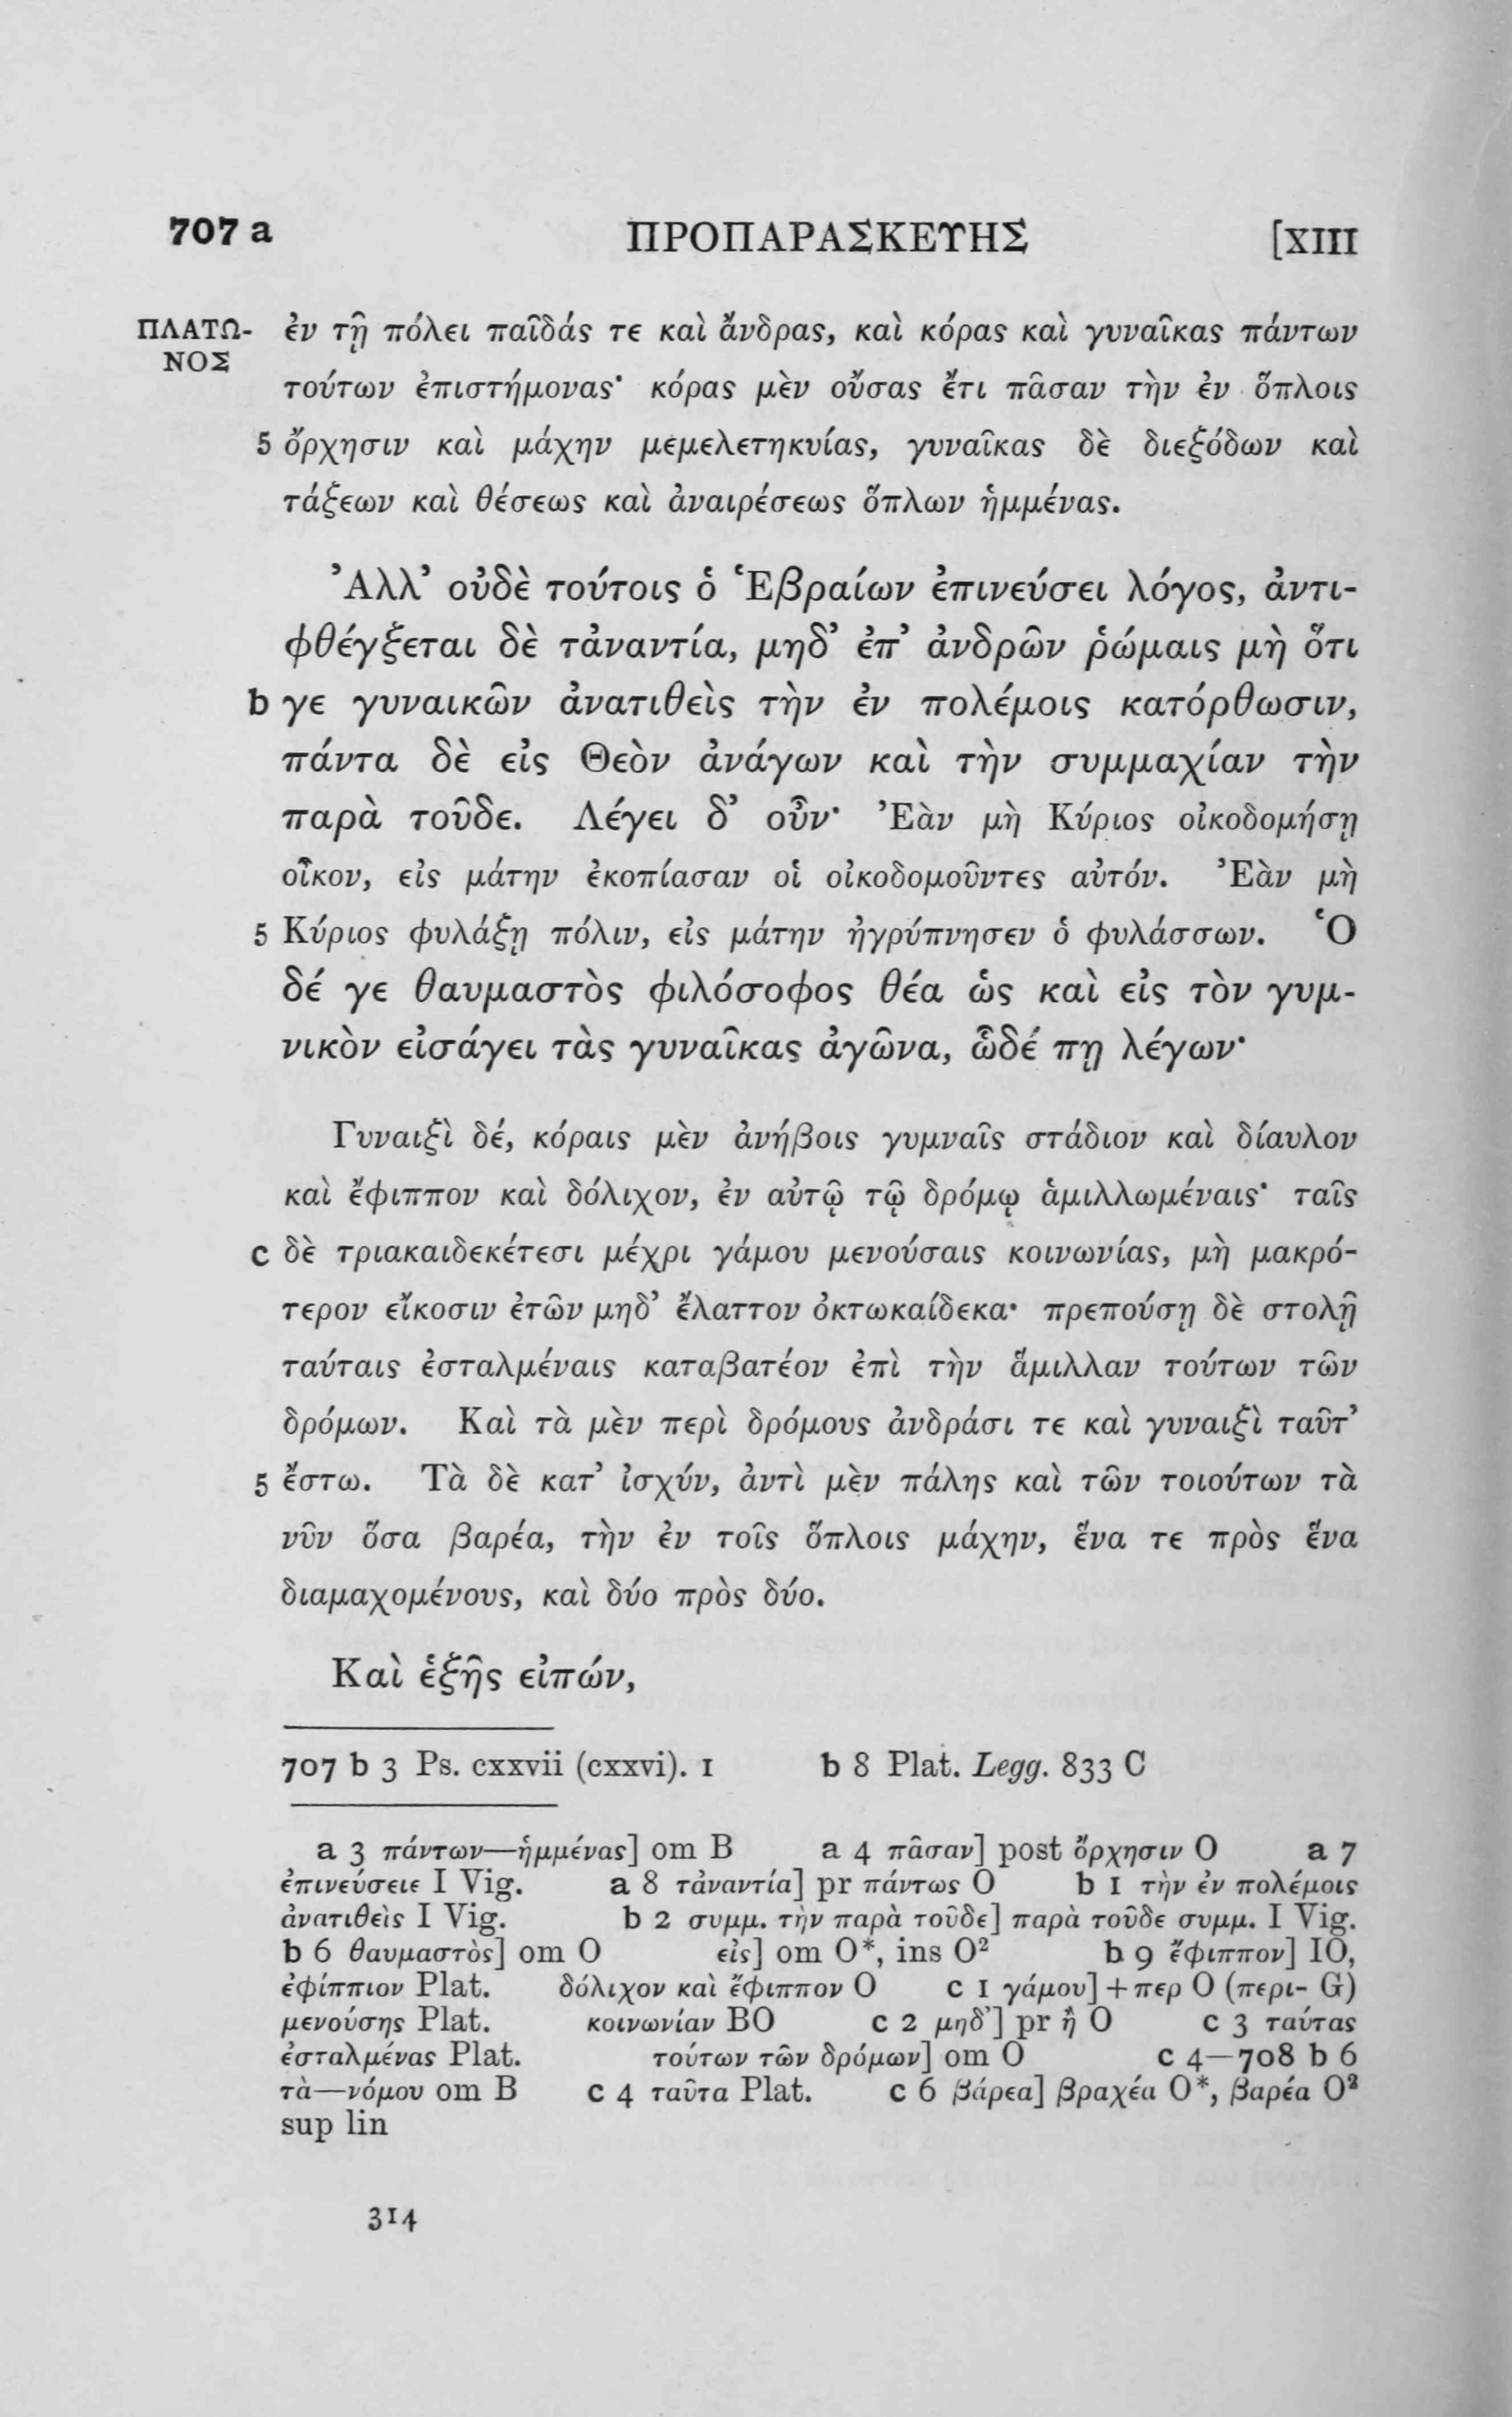 707 a ΠΡΟΠΑΡΑΣΚΕΥΗΣ [XIII
ΠΛΑΤΩ- ἐν τῇ πόλει παῖδάς τε καὶ ἄνδρας, καὶ κόρας καὶ γυναῖκας πάντων
ΝΟΣ
τούτων ἐπιστήμονας· κόρας μὲν οὔσας ἔτι πᾶσαν τὴν ἐν ὅπλοις
5 ὄρχησιν καὶ μάχην μεμελετηκυίας, γυναῖκας δὲ διεξόδων καὶ
τάξεων καὶ θέσεως καὶ ἀναιρέσεως ὅπλων ἡμμένας.
Ἀλλ’ οὐδὲ τούτοις ὁ Ἑβραίων ἐπινεύσει λόγος, ἀντι-
φθέγξεται δὲ τἀναντία, μηδ’ ἐπ’ ἀνδρῶν ῥώμαις μὴ ὅτι
b γε γυναικῶν ἀνατιθεὶς τὴν ἐν πολέμοις κατόρθωσιν,
πάντα δὲ εἰς Θεὸν ἀνάγων καὶ τὴν συμμαχίαν τὴν
παρὰ τοῦδε. Λέγει δ’ οὖν· Ἐὰν μὴ Κύριος οἰκοδομήσῃ
οἶκον, εἰς μάτην ἐκοπίασαν οἱ οἰκοδομοῦντες αὐτόν. Ἐὰν μὴ
5 Κύριος φυλάξῃ πόλιν, εἰς μάτην ἠγρύπνησεν ὁ φυλάσσων. Ὁ
δέ γε θαυμαστὸς φιλόσοφος θέα ὡς καὶ εἰς τὸν γυμ-
νικὸν εἰσάγει τὰς γυναῖκας ἀγῶνα, ὧδέ πῃ λέγων·
Γυναιξὶ δέ, κόραις μὲν ἀνήβοις γυμναῖς στάδιον καὶ δίαυλον
καὶ ἔφιππον καὶ δόλιχον, ἐν αὐτῷ τῷ δρόμῳ ἁμιλλωμέναις· ταῖς
c δὲ τριακαιδεκέτεσι μέχρι γάμου μενούσαις κοινωνίας, μὴ μακρό-
τερον εἴκοσιν ἐτῶν μηδ’ ἔλαττον ὀκτωκαίδεκα· πρεπούσῃ δὲ στολῇ
ταύταις ἐσταλμέναις καταβατέον ἐπὶ τὴν ἅμιλλαν τούτων τῶν
δρόμων. Καὶ τὰ μὲν περὶ δρόμους ἀνδράσι τε καὶ γυναιξὶ ταῦτ’
5 ἔστω. Τὰ δὲ κατ’ ἰσχύν, ἀντὶ μὲν πάλης καὶ τῶν τοιούτων τὰ
νῦν ὅσα βαρέα, τὴν ἐν τοῖς ὅπλοις μάχην, ἕνα τε πρὸς ἕνα
διαμαχομένους, καὶ δύο πρὸς δύο.
Καὶ ἑξῆς εἰπών,
707 b 3 Ps. cxxvii (cxxvi). 1 b 8 Plat. Legg. 833 C
a 3 πάντων—ἡμμένας] om B a 4 πᾶσαν] post ὄρχησιν O a 7
ἐπινεύσειε I Vig. a 8 τἀναντία] pr πάντως O b 1 τὴν ἐν πολέμοις
ἀνατιθεὶς I Vig. b 2 συμμ. τὴν παρὰ τοῦδε] παρὰ τοῦδε συμμ. I Vig.
b 6 θαυμαστὸς] om O εἰς] om O*, ins O² b 9 ἔφιππον] IO,
ἐφίππιον Plat. δόλιχον καὶ ἔφιππον O c 1 γάμου] + περ O (περι- G)
μενούσης Plat. κοινωνίαν BO c 2 μηδ’] pr ἢ O c 3 ταύτας
ἐσταλμένας Plat. τούτων τῶν δρόμων] om O c 4—708 b 6
τὰ—νόμου om B c 4 ταῦτα Plat. c 6 βάρεα] βραχέα O*, βαρέα O²
sup lin
314